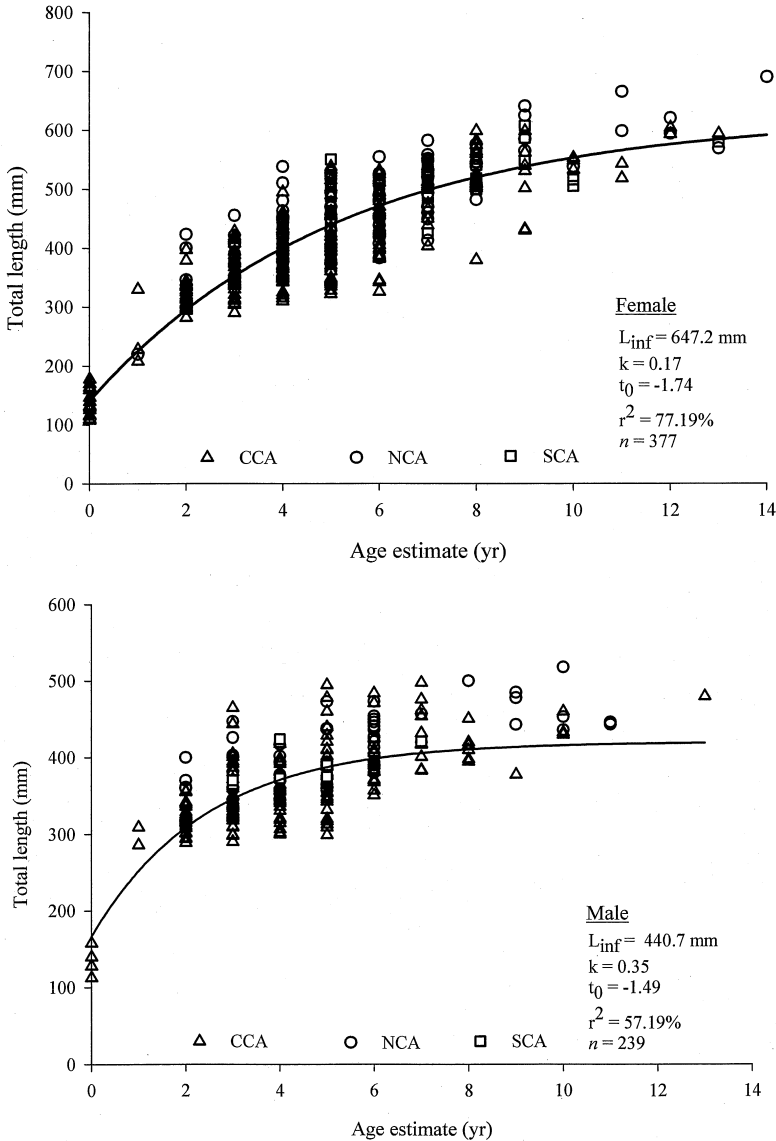 800
700
600
500
400
300
200
100
0
Total length (mm)
Female
Linf = 647.2 mm
k = 0.17
t0 = -1.74
r2 = 77.19%
n = 377
CCA NCA SCA
0 2 4 6 8 10 12 14
Age estimate (yr)
600
500
400
300
200
100
0
Total length (mm)
Male
Linf = 440.7 mm
k = 0.35
t0 = -1.49
r2 = 57.19%
n = 239
CCA NCA SCA
0 2 4 6 8 10 12 14
Age estimate (yr)